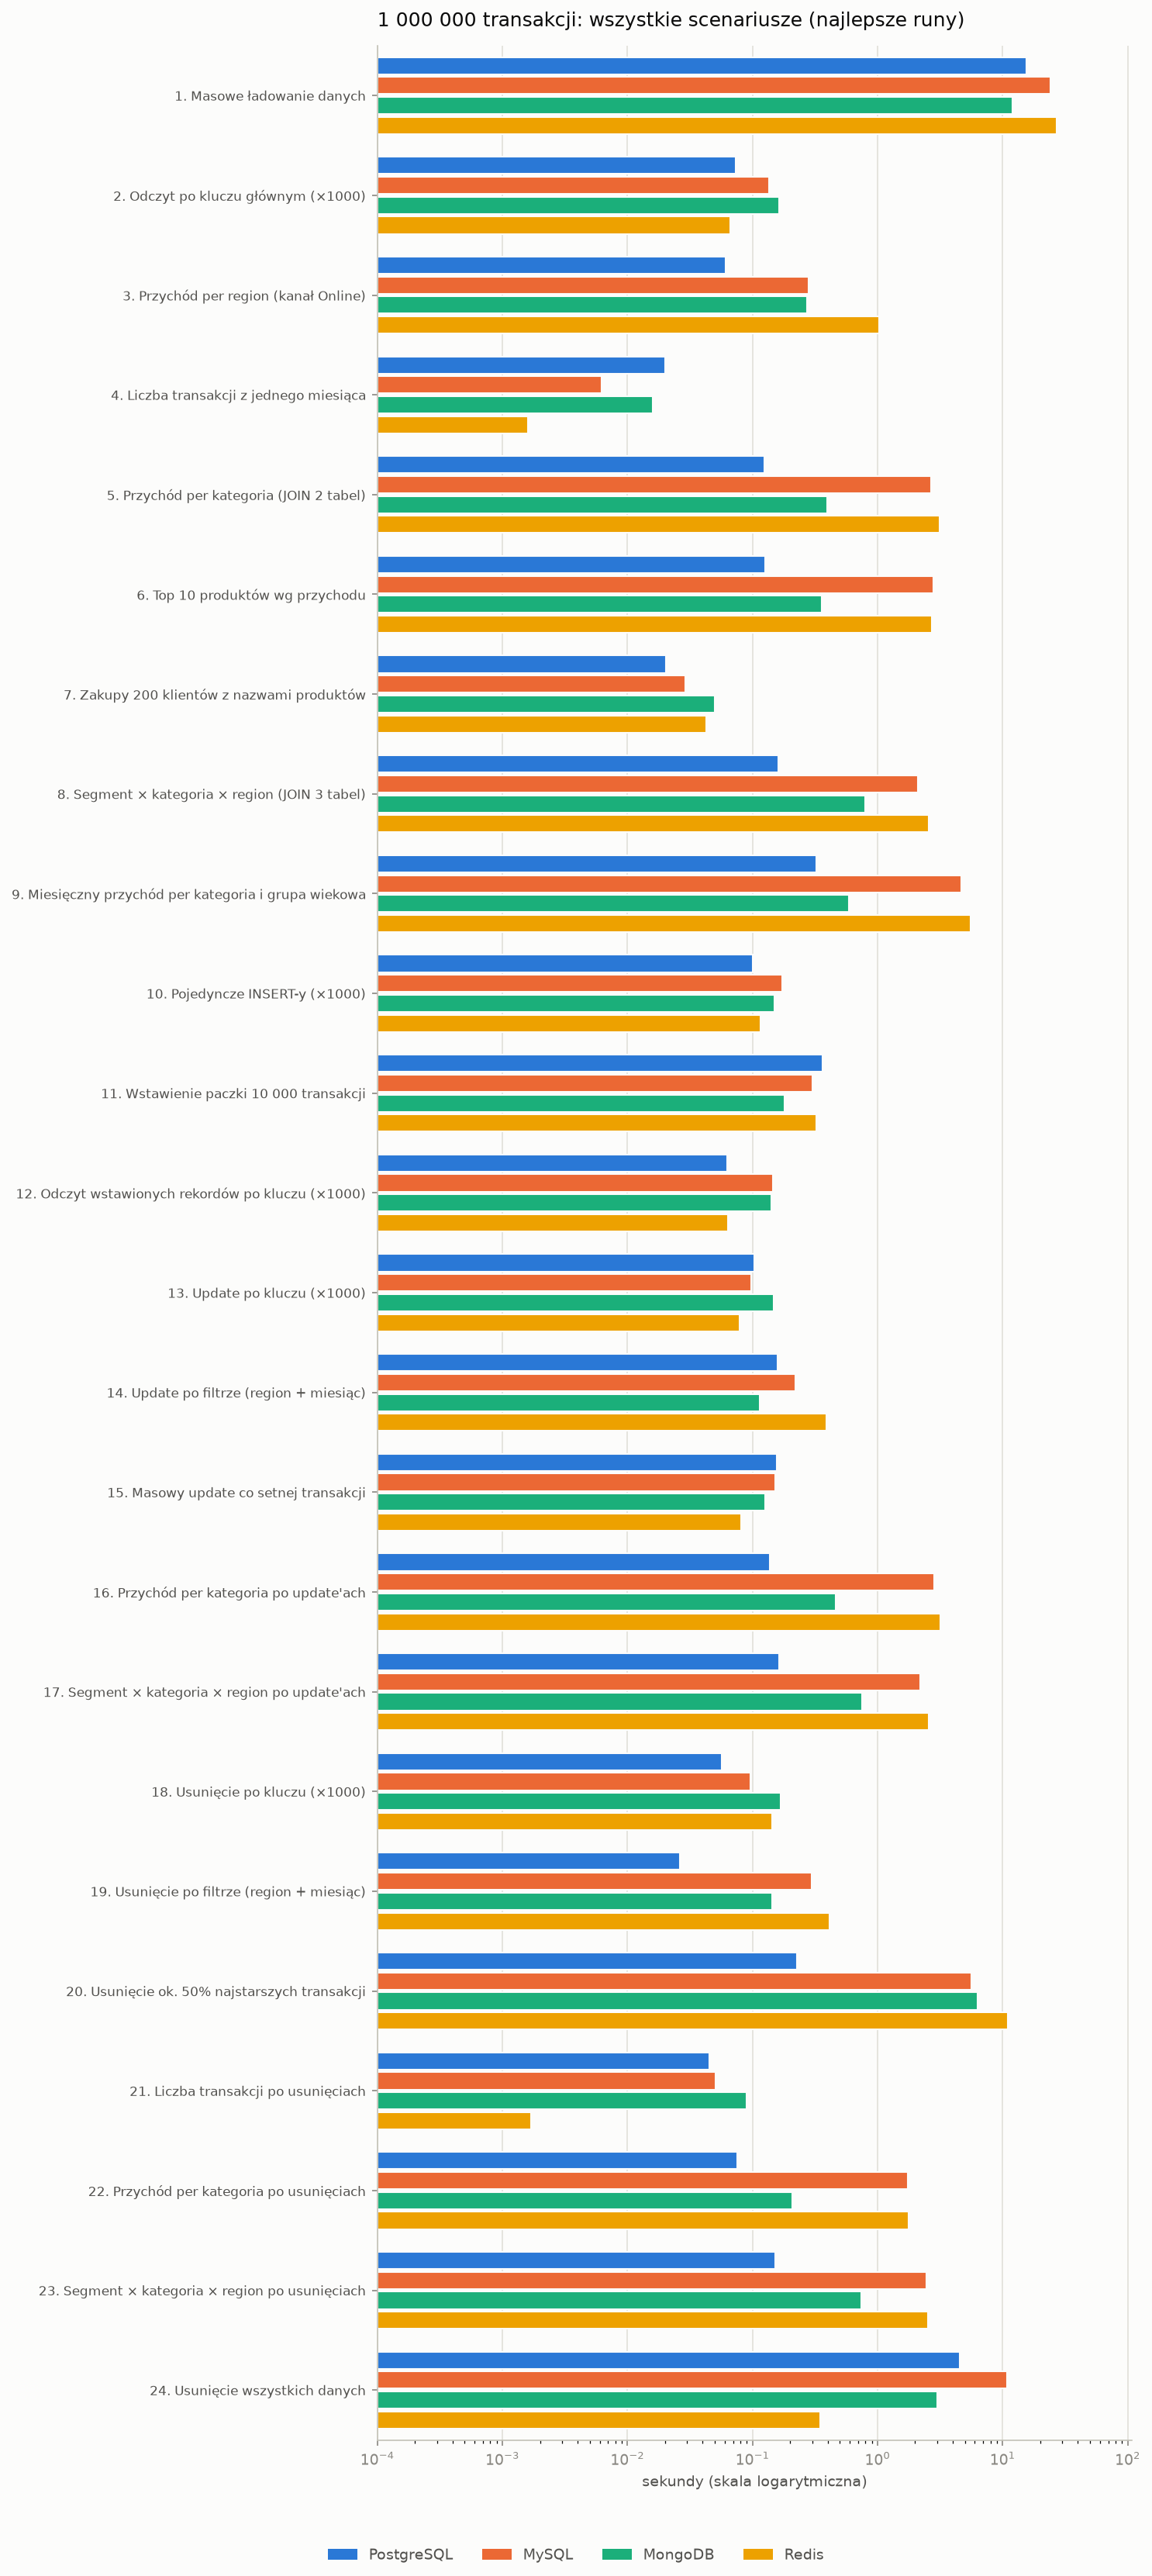 1 000 000 transakcji: wszystkie scenariusze (najlepsze runy)
1. Masowe ładowanie danych
2. Odczyt po kluczu głównym (×1000)
3. Przychód per region (kanał Online)
4. Liczba transakcji z jednego miesiąca
5. Przychód per kategoria (JOIN 2 tabel)
6. Top 10 produktów wg przychodu
7. Zakupy 200 klientów z nazwami produktów
8. Segment × kategoria × region (JOIN 3 tabel)
9. Miesięczny przychód per kategoria i grupa wiekowa
10. Pojedyncze INSERT-y (×1000)
11. Wstawienie paczki 10 000 transakcji
12. Odczyt wstawionych rekordów po kluczu (×1000)
13. Update po kluczu (×1000)
14. Update po filtrze (region + miesiąc)
15. Masowy update co setnej transakcji
16. Przychód per kategoria po update'ach
17. Segment × kategoria × region po update'ach
18. Usunięcie po kluczu (×1000)
19. Usunięcie po filtrze (region + miesiąc)
20. Usunięcie ok. 50% najstarszych transakcji
21. Liczba transakcji po usunięciach
22. Przychód per kategoria po usunięciach
23. Segment × kategoria × region po usunięciach
24. Usunięcie wszystkich danych
10⁻⁴ 10⁻³ 10⁻² 10⁻¹ 10⁰ 10¹ 10²
sekundy (skala logarytmiczna)
PostgreSQL MySQL MongoDB Redis